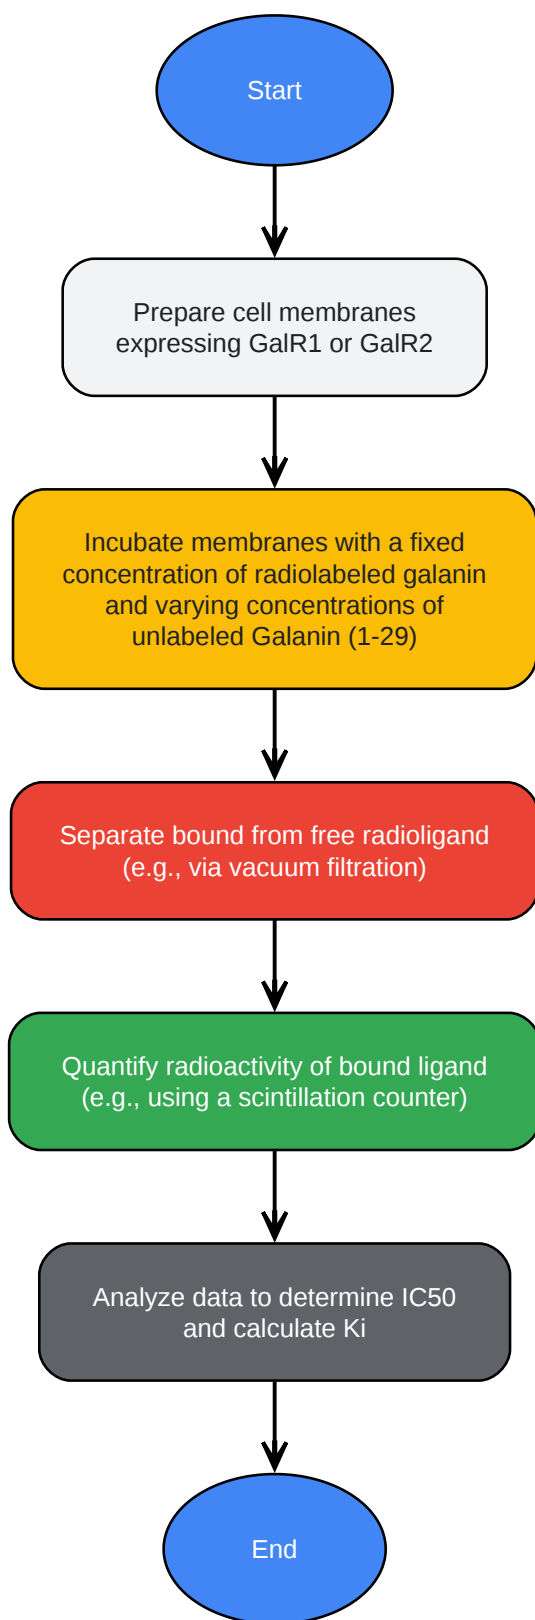 Start
Prepare cell membranes
expressing GalR1 or GalR2
Incubate membranes with a fixed
concentration of radiolabeled galanin
and varying concentrations of
unlabeled Galanin (1-29)
Separate bound from free radioligand
(e.g., via vacuum filtration)
Quantify radioactivity of bound ligand
(e.g., using a scintillation counter)
Analyze data to determine IC50
and calculate Ki
End